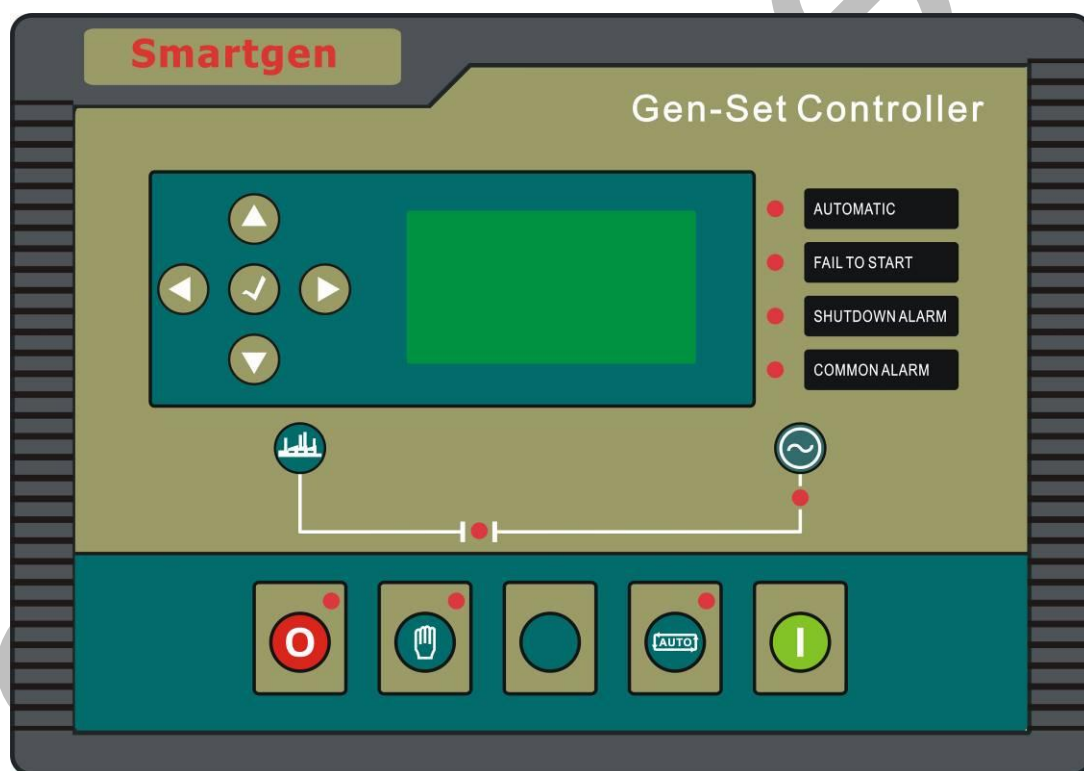 Smartgen
Gen-Set Controller
AUTOMATIC
FAIL TO START
SHUTDOWN ALARM
COMMON ALARM
O
AUTO
I